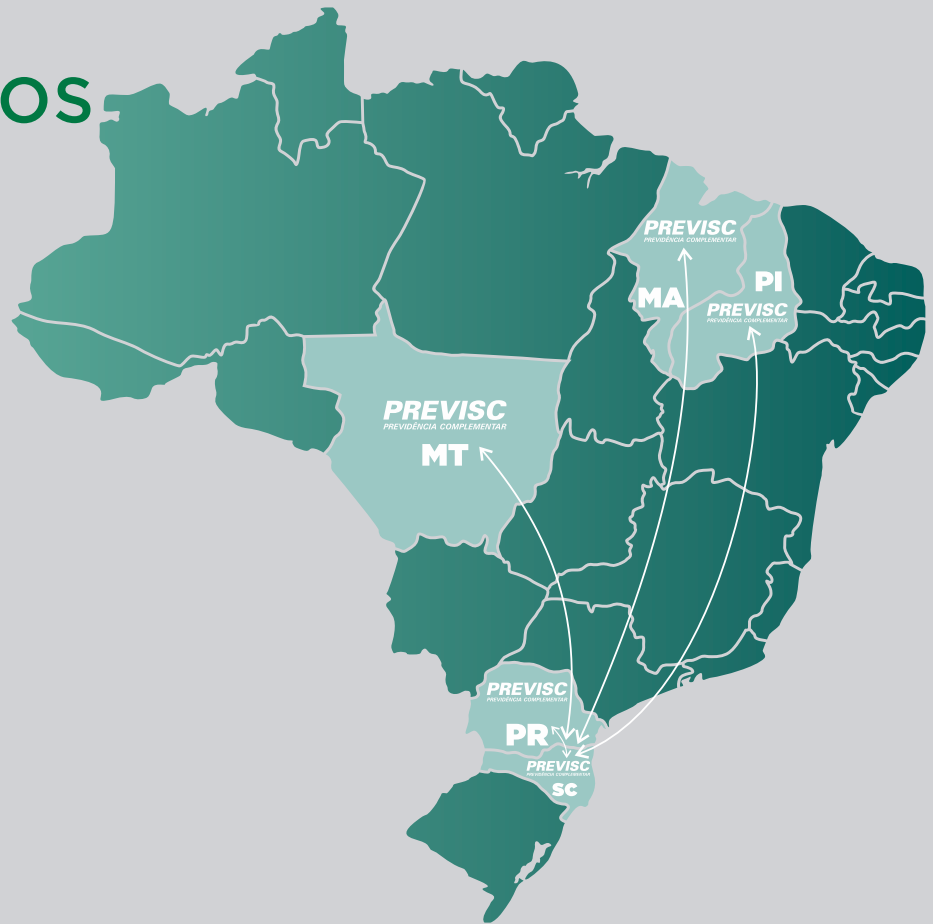 OS
PREVISC
PREVIDÊNCIA COMPLEMENTAR
MA
PI
PREVISC
PREVIDÊNCIA COMPLEMENTAR
PREVISC
PREVIDÊNCIA COMPLEMENTAR
MT
PREVISC
PREVIDÊNCIA COMPLEMENTAR
PR
PREVISC
PREVIDÊNCIA COMPLEMENTAR
SC